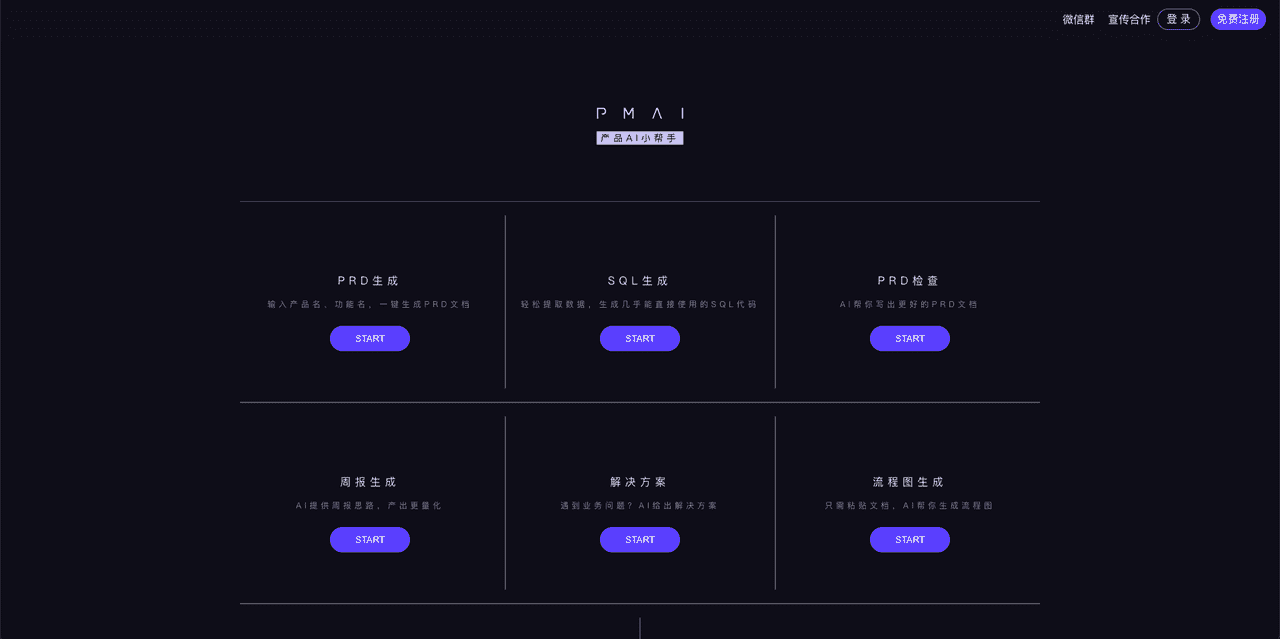 微信群 宣传合作 登 录 免费注册
PMAI
产品AI小帮手
PRD生成
输入产品名，功能名，一键生成PRD文档
START
SQL生成
轻松提取数据，生成几乎能直接使用的SQL代码
START
PRD检查
AI帮你写出更好的PRD文档
START
周报生成
AI提供周报思路，产出更量化
START
解决方案
遇到业务问题？AI给出解决方案
START
流程图生成
只需粘贴文档，AI帮你生成流程图
START